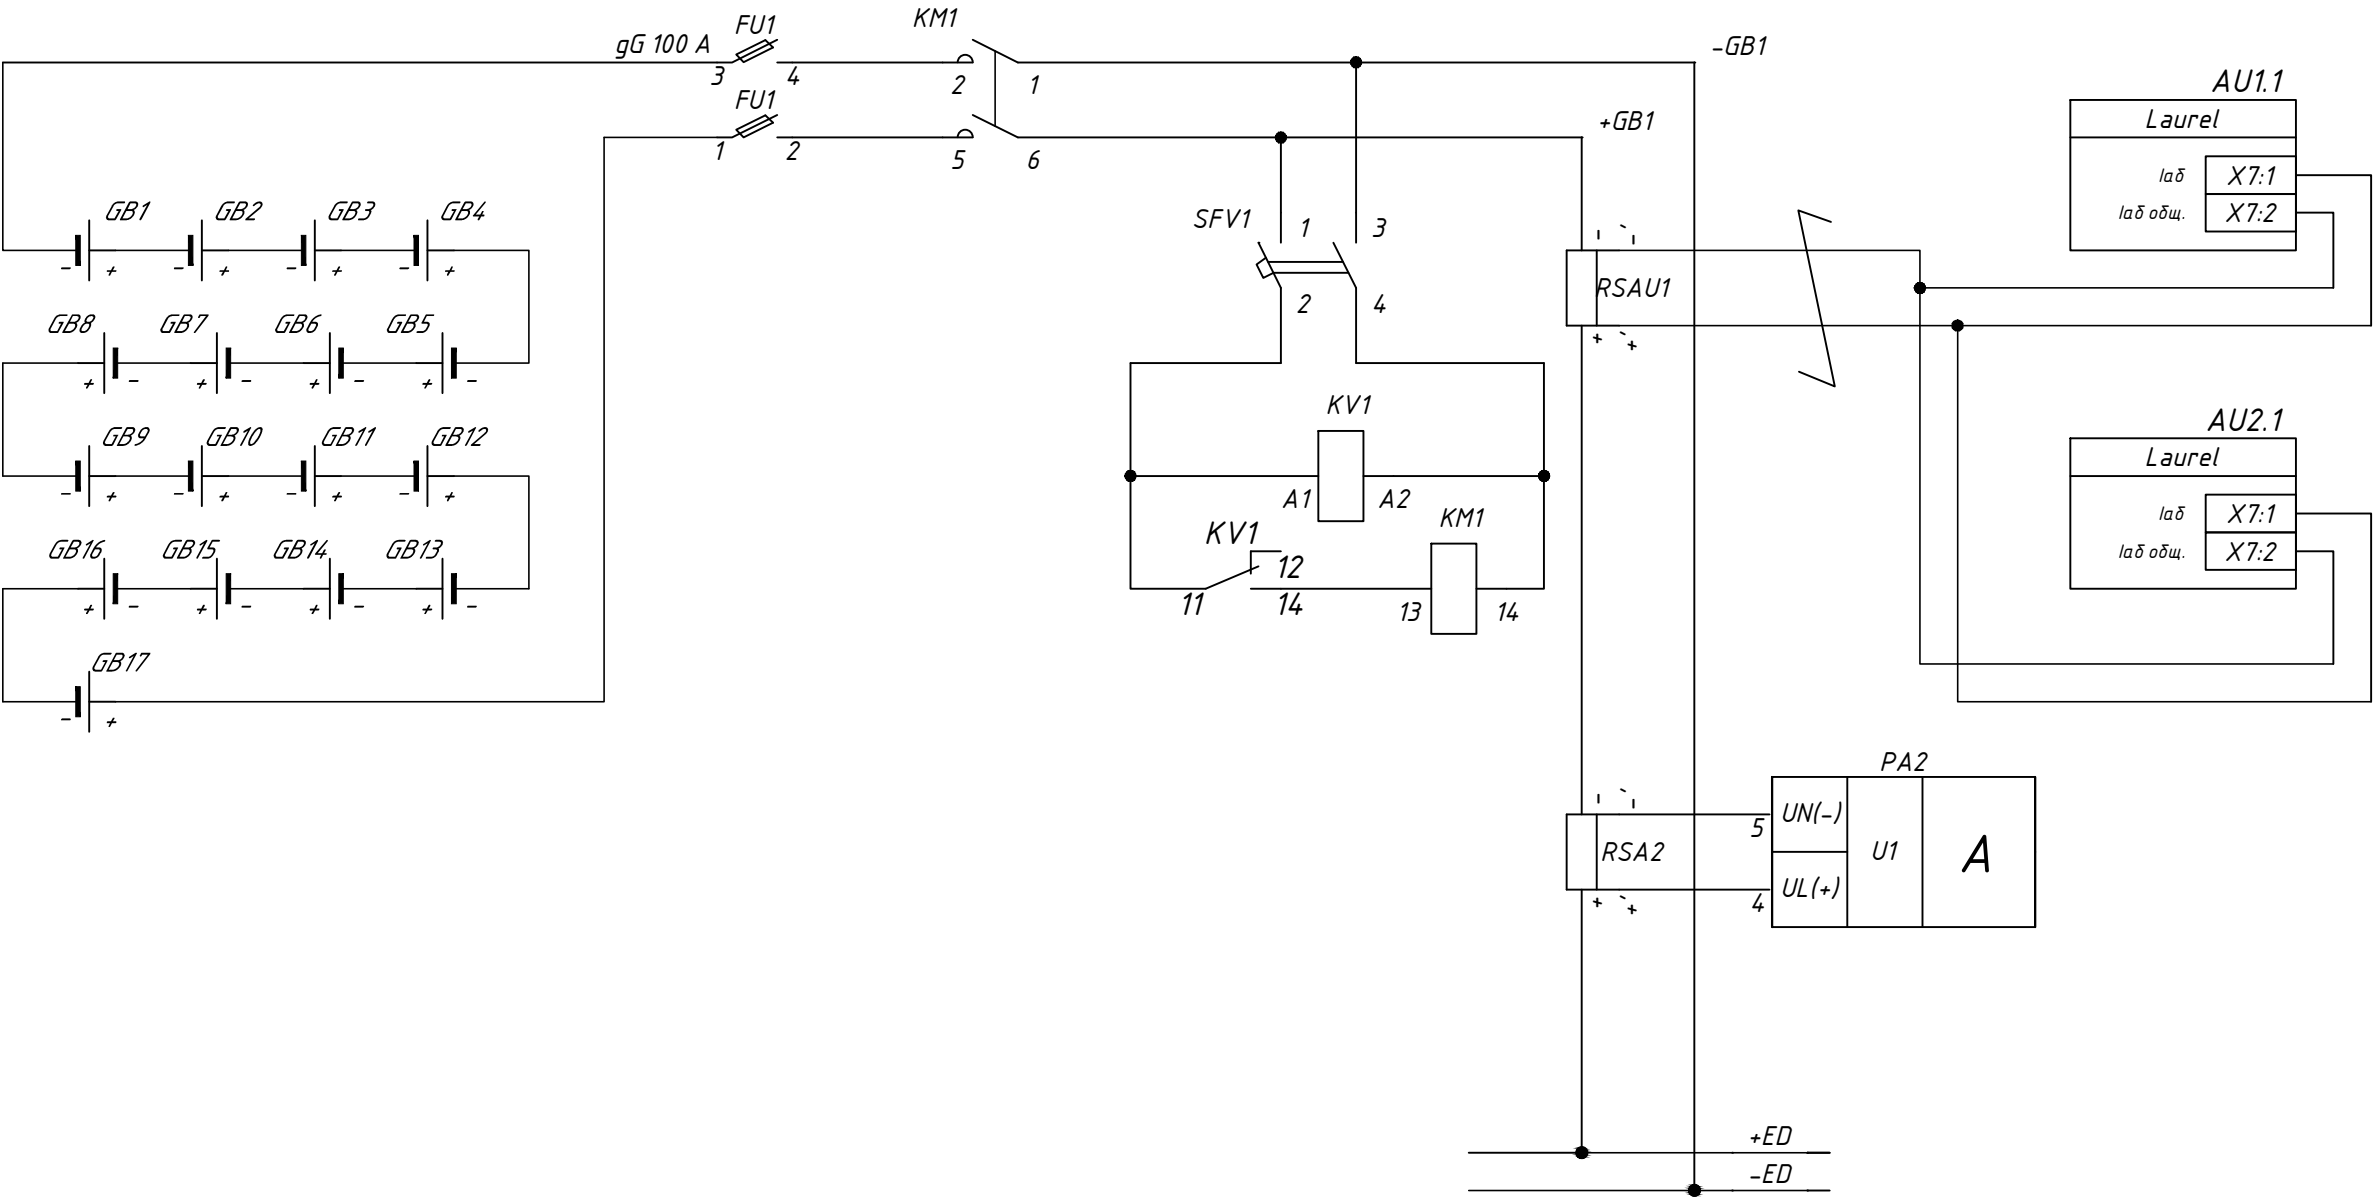 KM1
FU1
gG 100 A
-GB1
3
4
2
1
AU1.1
FU1
+GB1
Laurel
1
2
5
6
Iаб
X7:1
Iаб общ.
X7:2
GB1
GB2
GB3
GB4
- + - + - + - +
SFV1
1
3
2
4
- -
RSAU1
+ +
GB8
GB7
GB6
GB5
+ - + - + - + -
KV1
A1
A2
AU2.1
Laurel
Iаб
X7:1
Iаб общ.
X7:2
GB9
GB10
GB11
GB12
- + - + - + - +
KV1
12
11
14
KM1
13
14
GB16
GB15
GB14
GB13
+ - + - + - + -
GB17
- +
PA2
- -
5
UN(-)
RSA2
U1
A
4
UL(+)
+ +
+ED
-ED